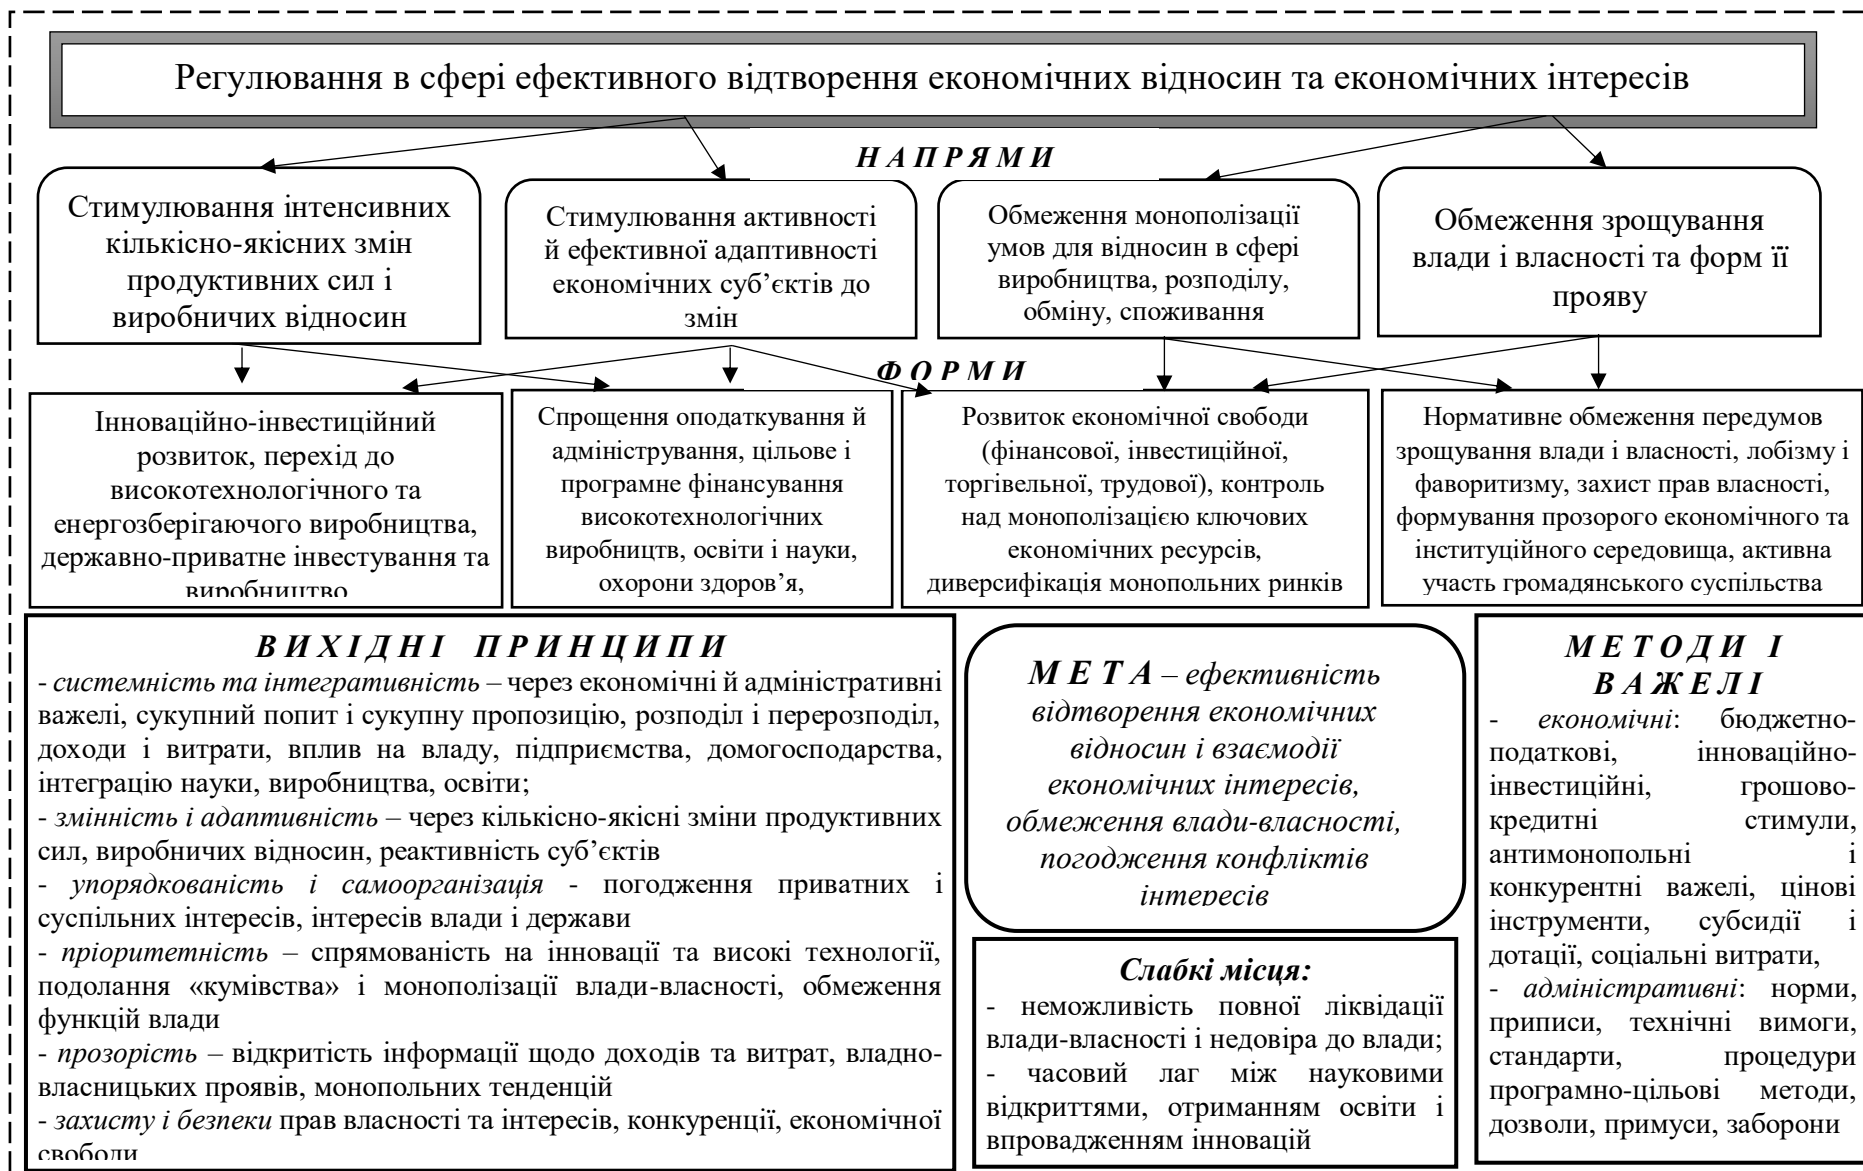 Регулювання в сфері ефективного відтворення економічних відносин та економічних інтересів
НАПРЯМИ
Стимулювання інтенсивних
кількісно-якісних змін
продуктивних сил і
виробничих відносин
Стимулювання активності
й ефективної адаптивності
економічних суб’єктів до
змін
Обмеження монополізації
умов для відносин в сфері
виробництва, розподілу,
обміну, споживання
Обмеження зрощування
влади і власності та форм її
прояву
ФОРМИ
Інноваційно-інвестиційний
розвиток, перехід до
високотехнологічного та
енергозберігаючого виробництва,
державно-приватне інвестування та
виробництво
Спрощення оподаткування й
адміністрування, цільове і
програмне фінансування
високотехнологічних
виробництв, освіти і науки,
охорони здоров’я,
Розвиток економічної свободи
(фінансової, інвестиційної,
торгівельної, трудової), контроль
над монополізацією ключових
економічних ресурсів,
диверсифікація монопольних ринків
Нормативне обмеження передумов
зрощування влади і власності, лобізму і
фаворитизму, захист прав власності,
формування прозорого економічного та
інституційного середовища, активна
участь громадянського суспільства
ВИХІДНІ ПРИНЦИПИ
- системність та інтегративність – через економічні й адміністративні
важелі, сукупний попит і сукупну пропозицію, розподіл і перерозподіл,
доходи і витрати, вплив на владу, підприємства, домогосподарства,
інтеграцію науки, виробництва, освіти;
- змінність і адаптивність – через кількісно-якісні зміни продуктивних
сил, виробничих відносин, реактивність суб’єктів
- упорядкованість і самоорганізація - погодження приватних і
суспільних інтересів, інтересів влади і держави
- пріоритетність – спрямованість на інновації та високі технології,
подолання «кумівства» і монополізації влади-власності, обмеження
функцій влади
- прозорість – відкритість інформації щодо доходів та витрат, владно-
власницьких проявів, монопольних тенденцій
- захисту і безпеки прав власності та інтересів, конкуренції, економічної
свободи
МЕТА – ефективність
відтворення економічних
відносин і взаємодії
економічних інтересів,
обмеження влади-власності,
погодження конфліктів
інтересів
Слабкі місця:
- неможливість повної ліквідації
влади-власності і недовіра до влади;
- часовий лаг між науковими
відкриттями, отриманням освіти і
впровадженням інновацій
МЕТОДИ І
ВАЖЕЛІ
- економічні: бюджетно-
податкові, інноваційно-
інвестиційні, грошово-
кредитні стимули,
антимонопольні і
конкурентні важелі, цінові
інструменти, субсидії і
дотації, соціальні витрати,
- адміністративні: норми,
приписи, технічні вимоги,
стандарти, процедури
програмно-цільові методи,
дозволи, примуси, заборони